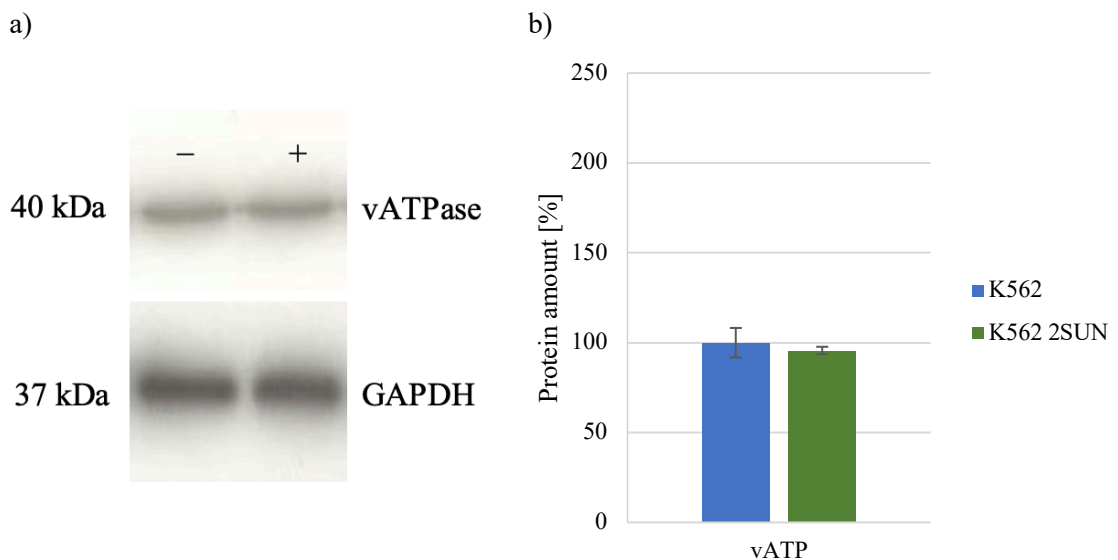 a)
− +
40 kDa vATPase
37 kDa GAPDH
b)
Protein amount [%]
250
200
150
100
50
0
vATP
K562
K562 2SUN